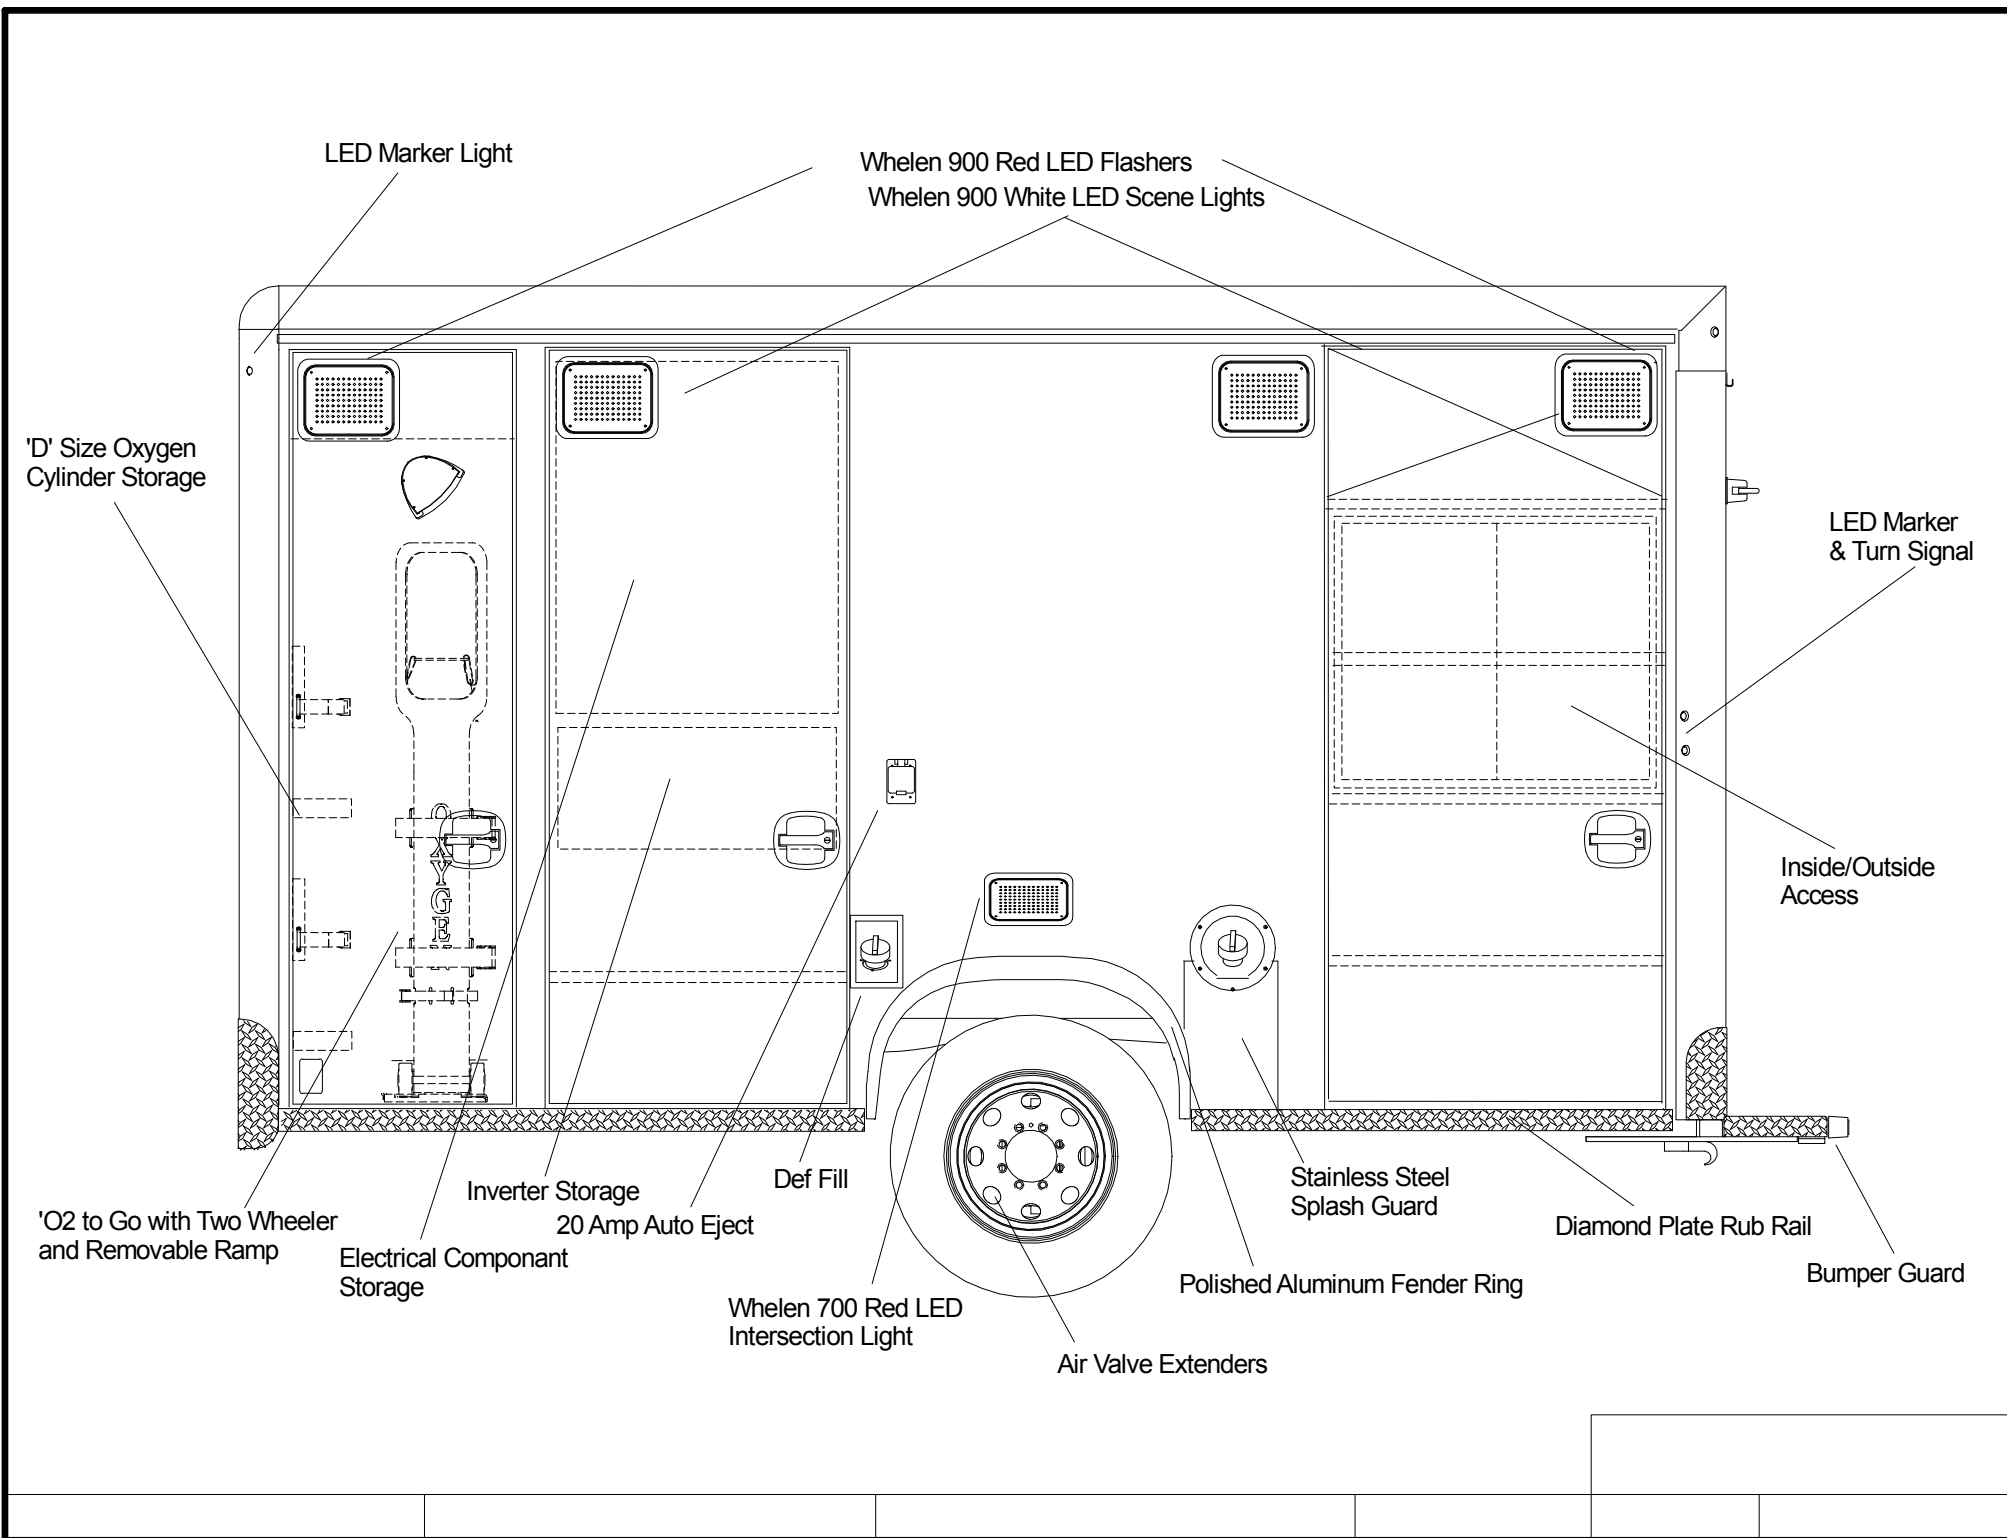 LED Marker Light
Whelen 900 Red LED Flashers
Whelen 900 White LED Scene Lights
'D' Size Oxygen
Cylinder Storage
LED Marker
& Turn Signal
OXYGEN
Inside/Outside
Access
Def Fill
Stainless Steel
Splash Guard
Inverter Storage
20 Amp Auto Eject
'O2 to Go with Two Wheeler
and Removable Ramp
Diamond Plate Rub Rail
Electrical Componant
Storage
Bumper Guard
Polished Aluminum Fender Ring
Whelen 700 Red LED
Intersection Light
Air Valve Extenders